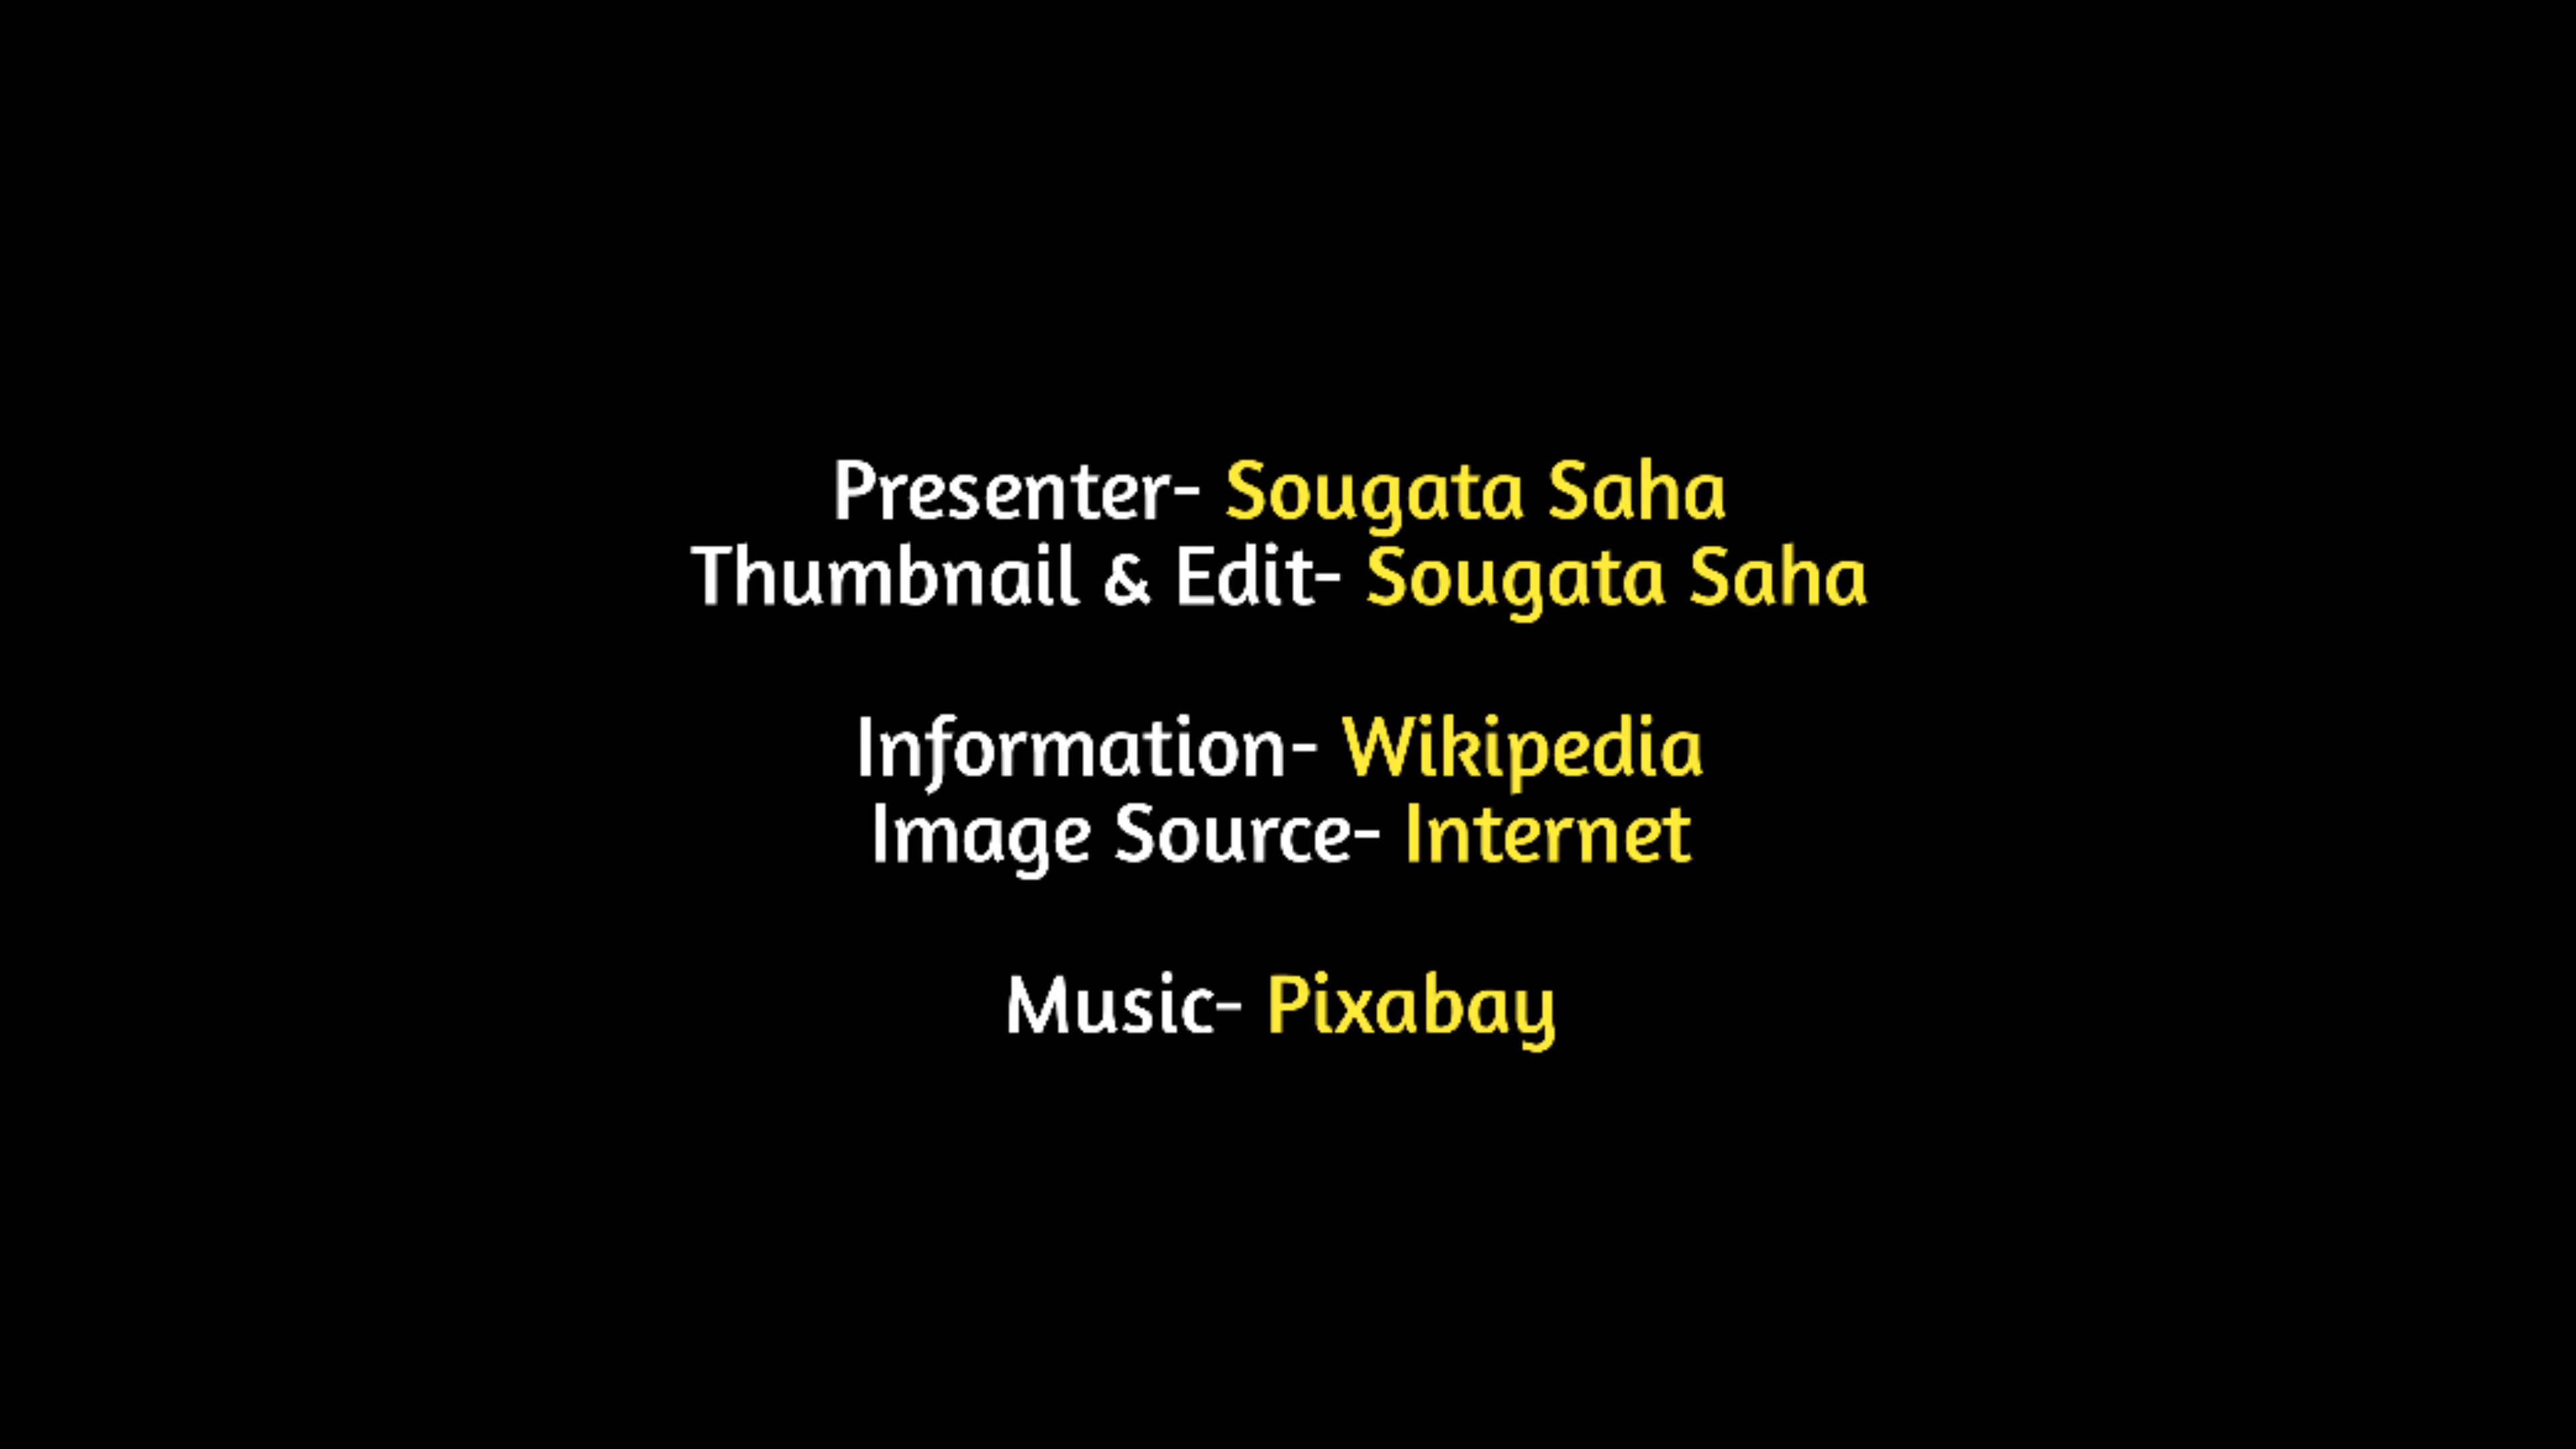 Presenter- Sougata Saha
Thumbnail & Edit- Sougata Saha
Information- Wikipedia
Image Source- Internet
Music- Pixabay